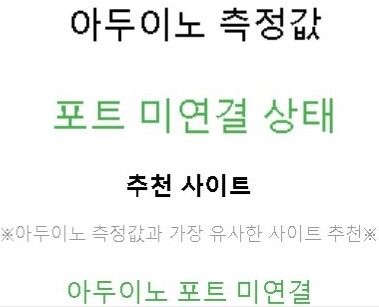 아두이노 측정값
포트 미연결 상태
추천 사이트
※아두이노 측정값과 가장 유사한 사이트 추천※
아두이노 포트 미연결